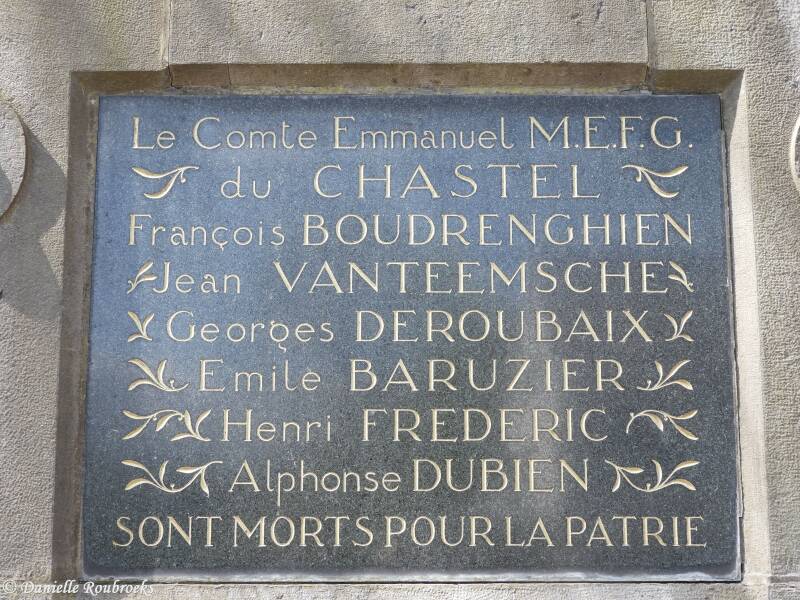 Le Comte Emmanuel M.E.F.G.
du CHASTEL
François BOUDRENGHIEN
Jean VANTEEMSCHE
Georges DEROUBAIX
Emile BARUZIER
Henri FREDERIC
Alphonse DUBIEN
SONT MORTS POUR LA PATRIE
© Danielle Roubroeks